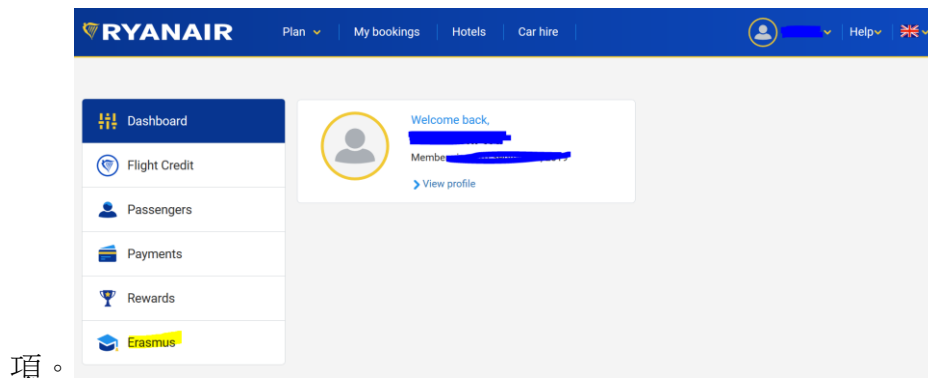 RYANAIR Plan My bookings Hotels Car hire Help
Dashboard
Welcome back,
Flight Credit
View profile
Passengers
Payments
Rewards
Erasmus
項。